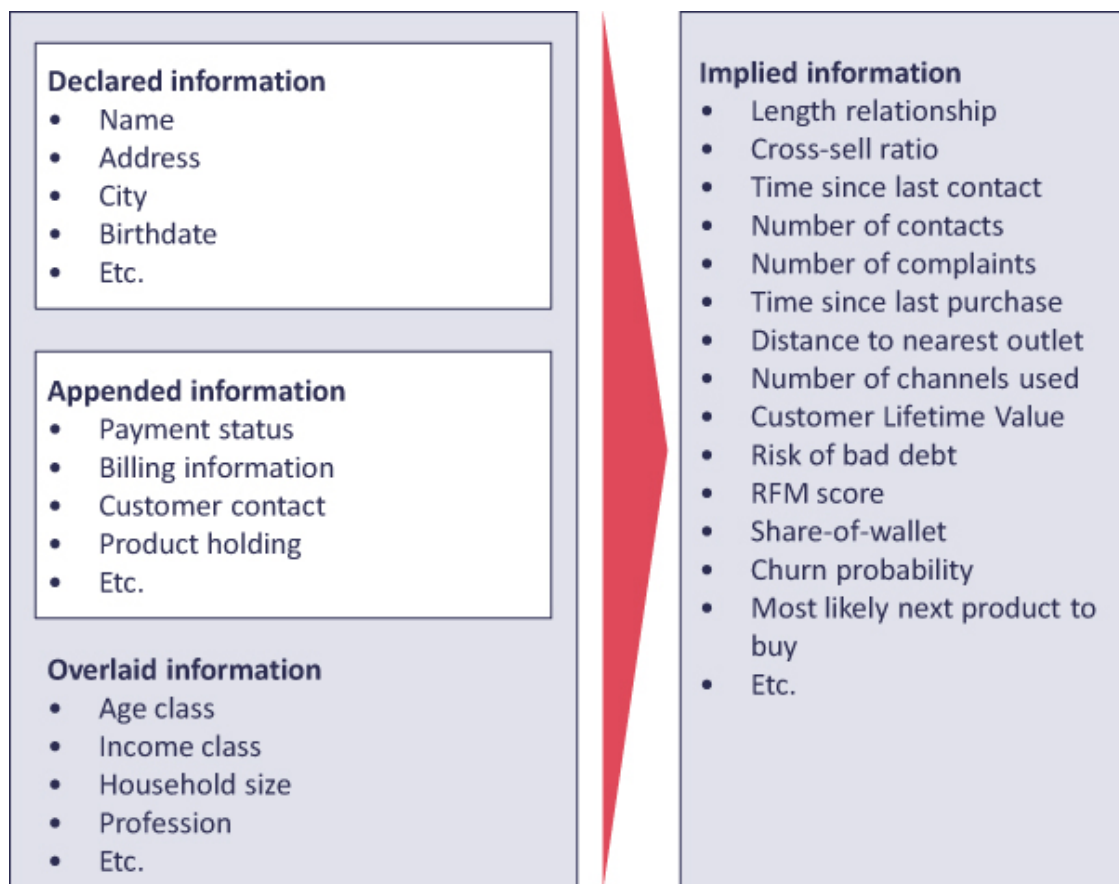 Declared information
• Name
• Address
• City
• Birthdate
• Etc.
Appended information
• Payment status
• Billing information
• Customer contact
• Product holding
• Etc.
Overlaid information
• Age class
• Income class
• Household size
• Profession
• Etc.
Implied information
• Length relationship
• Cross-sell ratio
• Time since last contact
• Number of contacts
• Number of complaints
• Time since last purchase
• Distance to nearest outlet
• Number of channels used
• Customer Lifetime Value
• Risk of bad debt
• RFM score
• Share-of-wallet
• Churn probability
• Most likely next product to
buy
• Etc.